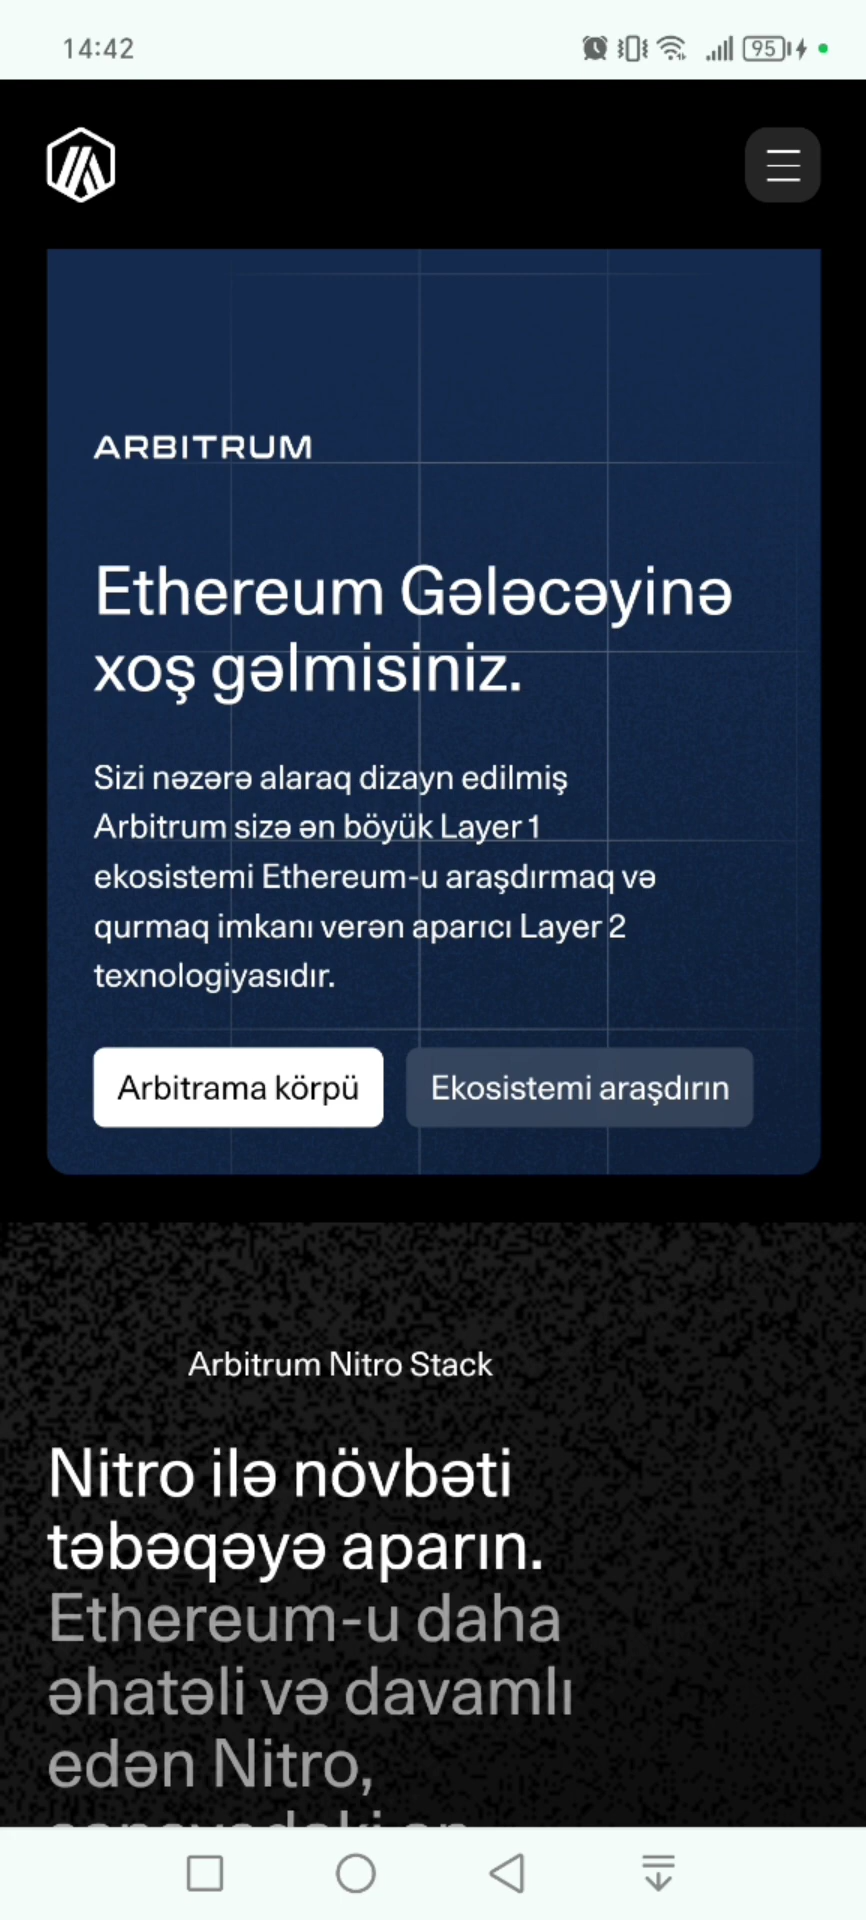 14:42
95
ARBITRUM
Ethereum Gələcəyinə
xoş gəlmisiniz.
Sizi nəzərə alaraq dizayn edilmiş
Arbitrum sizə ən böyük Layer 1
ekosistemi Ethereum-u araşdırmaq və
qurmaq imkanı verən aparıcı Layer 2
texnologiyasıdır.
Arbitrama körpü
Ekosistemi araşdırın
Arbitrum Nitro Stack
Nitro ilə növbəti
təbəqəyə aparın.
Ethereum-u daha
əhatəli və davamlı
edən Nitro,